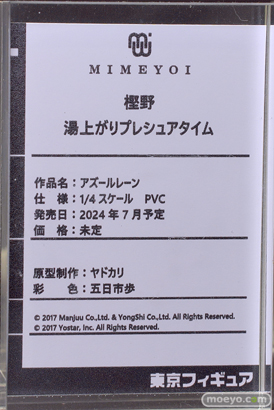 MIMEYOI
樫野
湯上がりプレシュアタイム
作品名：アズールレーン
仕　様：1/4スケール　PVC
発売日：2024年7月予定
価　格：未定
原型制作：ヤドカリ
彩　　色：五日市歩
© 2017 Manjuu Co.,Ltd. & YongShi Co.,Ltd. All Rights Reserved.
© 2017 Yostar, Inc. All Rights Reserved.
東京フィギュア
moeyo.com